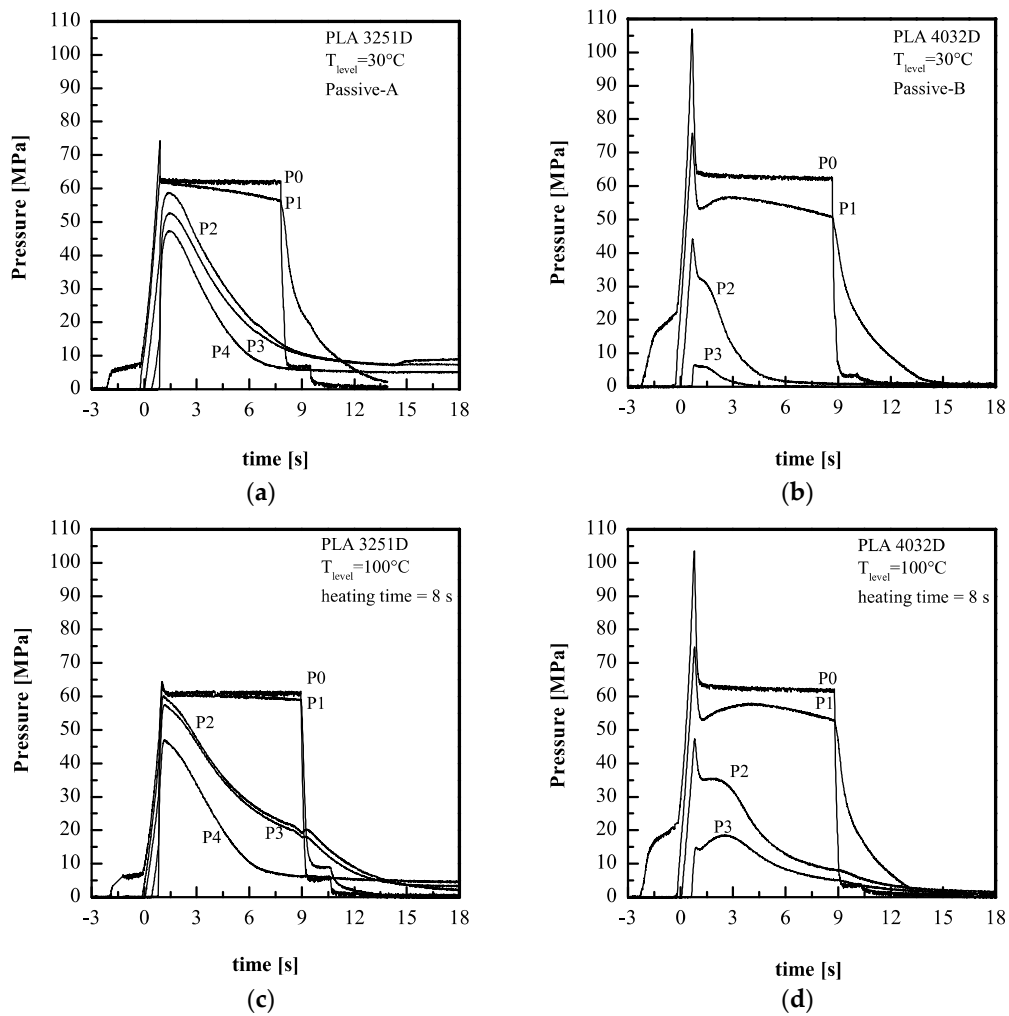 110
100
90
80
70
60
50
40
30
20
10
0
Pressure [MPa]
PLA 3251D
T_level=30°C
Passive-A
P0
P1
P2
P3
P4
-3 0 3 6 9 12 15 18
time [s]
(a)
110
100
90
80
70
60
50
40
30
20
10
0
Pressure [MPa]
PLA 4032D
T_level=30°C
Passive-B
P0
P1
P2
P3
-3 0 3 6 9 12 15 18
time [s]
(b)
110
100
90
80
70
60
50
40
30
20
10
0
Pressure [MPa]
PLA 3251D
T_level=100°C
heating time = 8 s
P0
P1
P2
P3
P4
-3 0 3 6 9 12 15 18
time [s]
(c)
110
100
90
80
70
60
50
40
30
20
10
0
Pressure [MPa]
PLA 4032D
T_level=100°C
heating time = 8 s
P0
P1
P2
P3
-3 0 3 6 9 12 15 18
time [s]
(d)